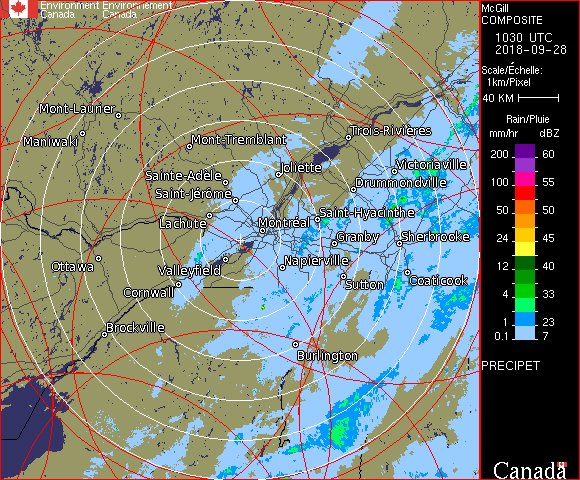 Environment Environnement
Canada Canada
McGill
COMPOSITE
1030 UTC
2018-09-28
Scale/Échelle:
1km/Pixel
40 KM
Rain/Pluie
mm/hr dBZ
200 60
100 55
50 50
24 45
12 40
4 33
1 23
0.1 7
PRECIPET
Canada
Mont-Laurier
Maniwaki
Mont-Tremblant
Trois-Rivières
Joliette
Victoriaville
Sainte-Adèle
Drummondville
Saint-Jérôme
Saint-Hyacinthe
Lachute
Montréal
Granby
Sherbrooke
Ottawa
Valleyfield
Napierville
Cornwall
Sutton
Coaticook
Brockville
Burlington